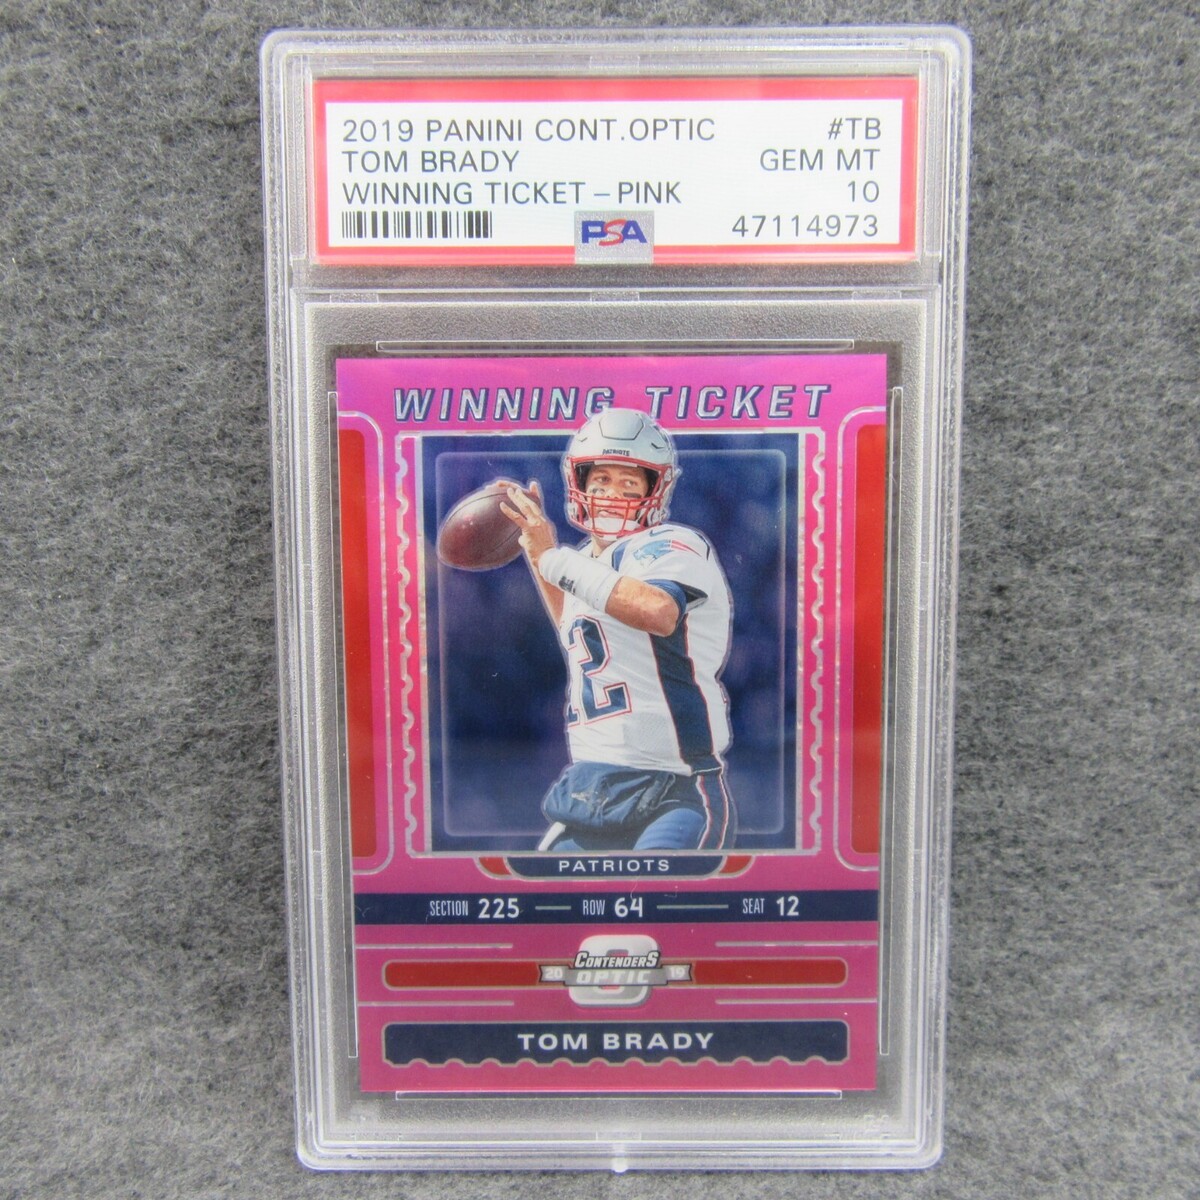 2019 PANINI CONT.OPTIC #TB
TOM BRADY GEM MT
WINNING TICKET - PINK 10
PSA 47114973
WINNING TICKET
PATRIOTS
12
PATRIOTS
SECTION 225 — ROW 64 — SEAT 12
CONTENDERS
20 OPTIC 19
TOM BRADY